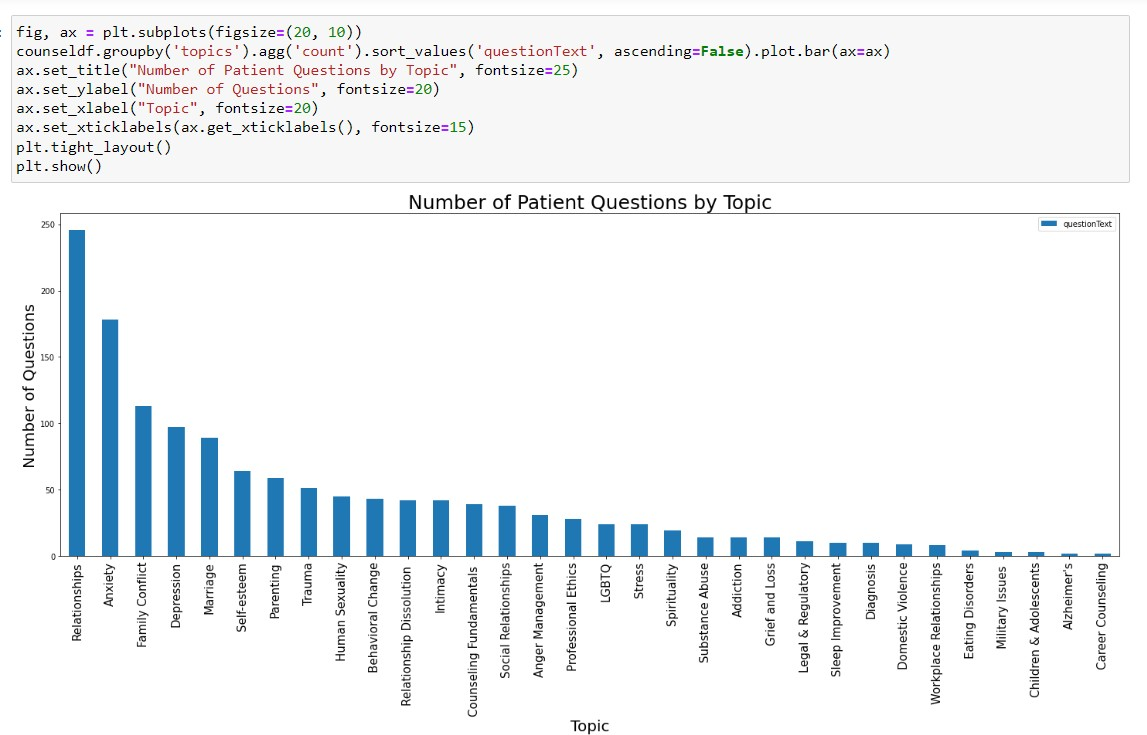 fig, ax = plt.subplots(figsize=(20, 10))
counseldf.groupby('topics').agg('count').sort_values('questionText', ascending=False).plot.bar(ax=ax)
ax.set_title("Number of Patient Questions by Topic", fontsize=25)
ax.set_ylabel("Number of Questions", fontsize=20)
ax.set_xlabel("Topic", fontsize=20)
ax.set_xticklabels(ax.get_xticklabels(), fontsize=15)
plt.tight_layout()
plt.show()
Number of Patient Questions by Topic
questionText
Number of Questions
250
200
150
100
50
0
Relationships
Anxiety
Family Conflict
Depression
Marriage
Self-esteem
Parenting
Trauma
Human Sexuality
Behavioral Change
Relationship Dissolution
Intimacy
Counseling Fundamentals
Social Relationships
Anger Management
Professional Ethics
LGBTQ
Stress
Spirituality
Substance Abuse
Addiction
Grief and Loss
Legal & Regulatory
Sleep Improvement
Diagnosis
Domestic Violence
Workplace Relationships
Eating Disorders
Military Issues
Children & Adolescents
Alzheimer's
Career Counseling
Topic